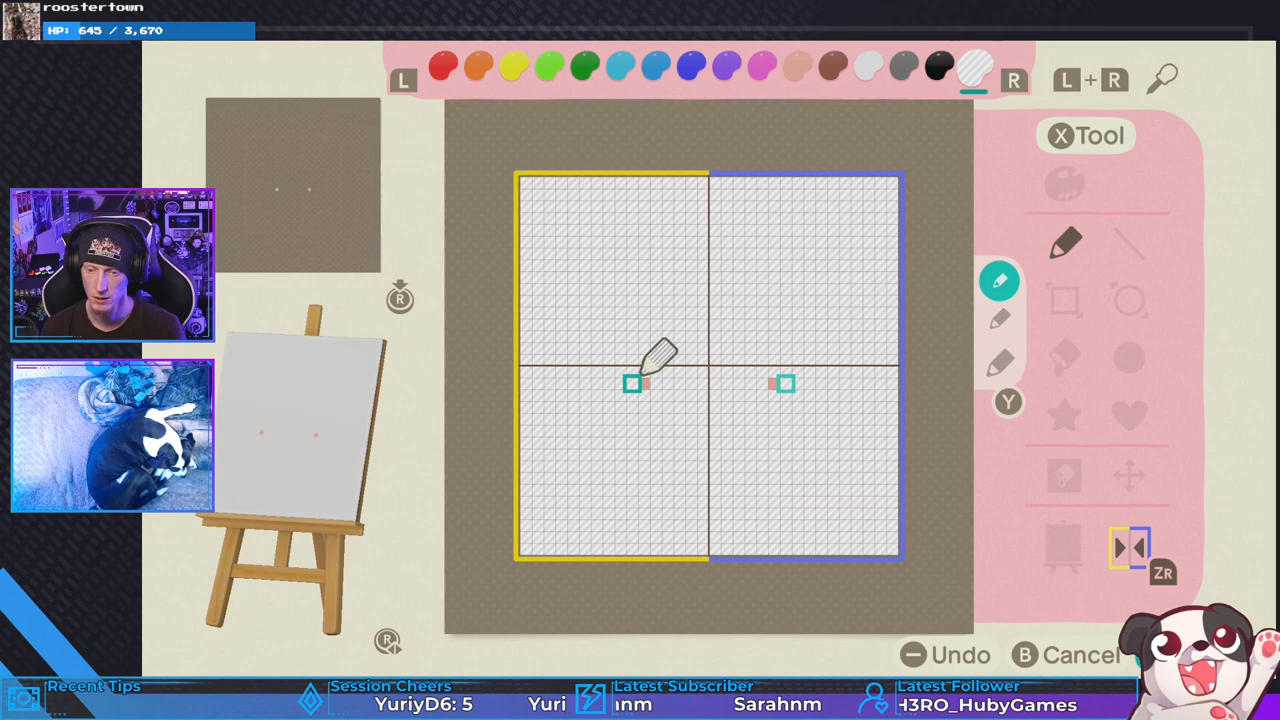 roostertown
HP: 645 / 3,670
L
R
L + R
X Tool
R
Y
ZR
R
Undo
B Cancel
Recent Tips
Session Cheers
YuriyD6: 5
Yuri
Latest Subscriber
Sarahnm
Latest Follower
H3RO_HubyGames